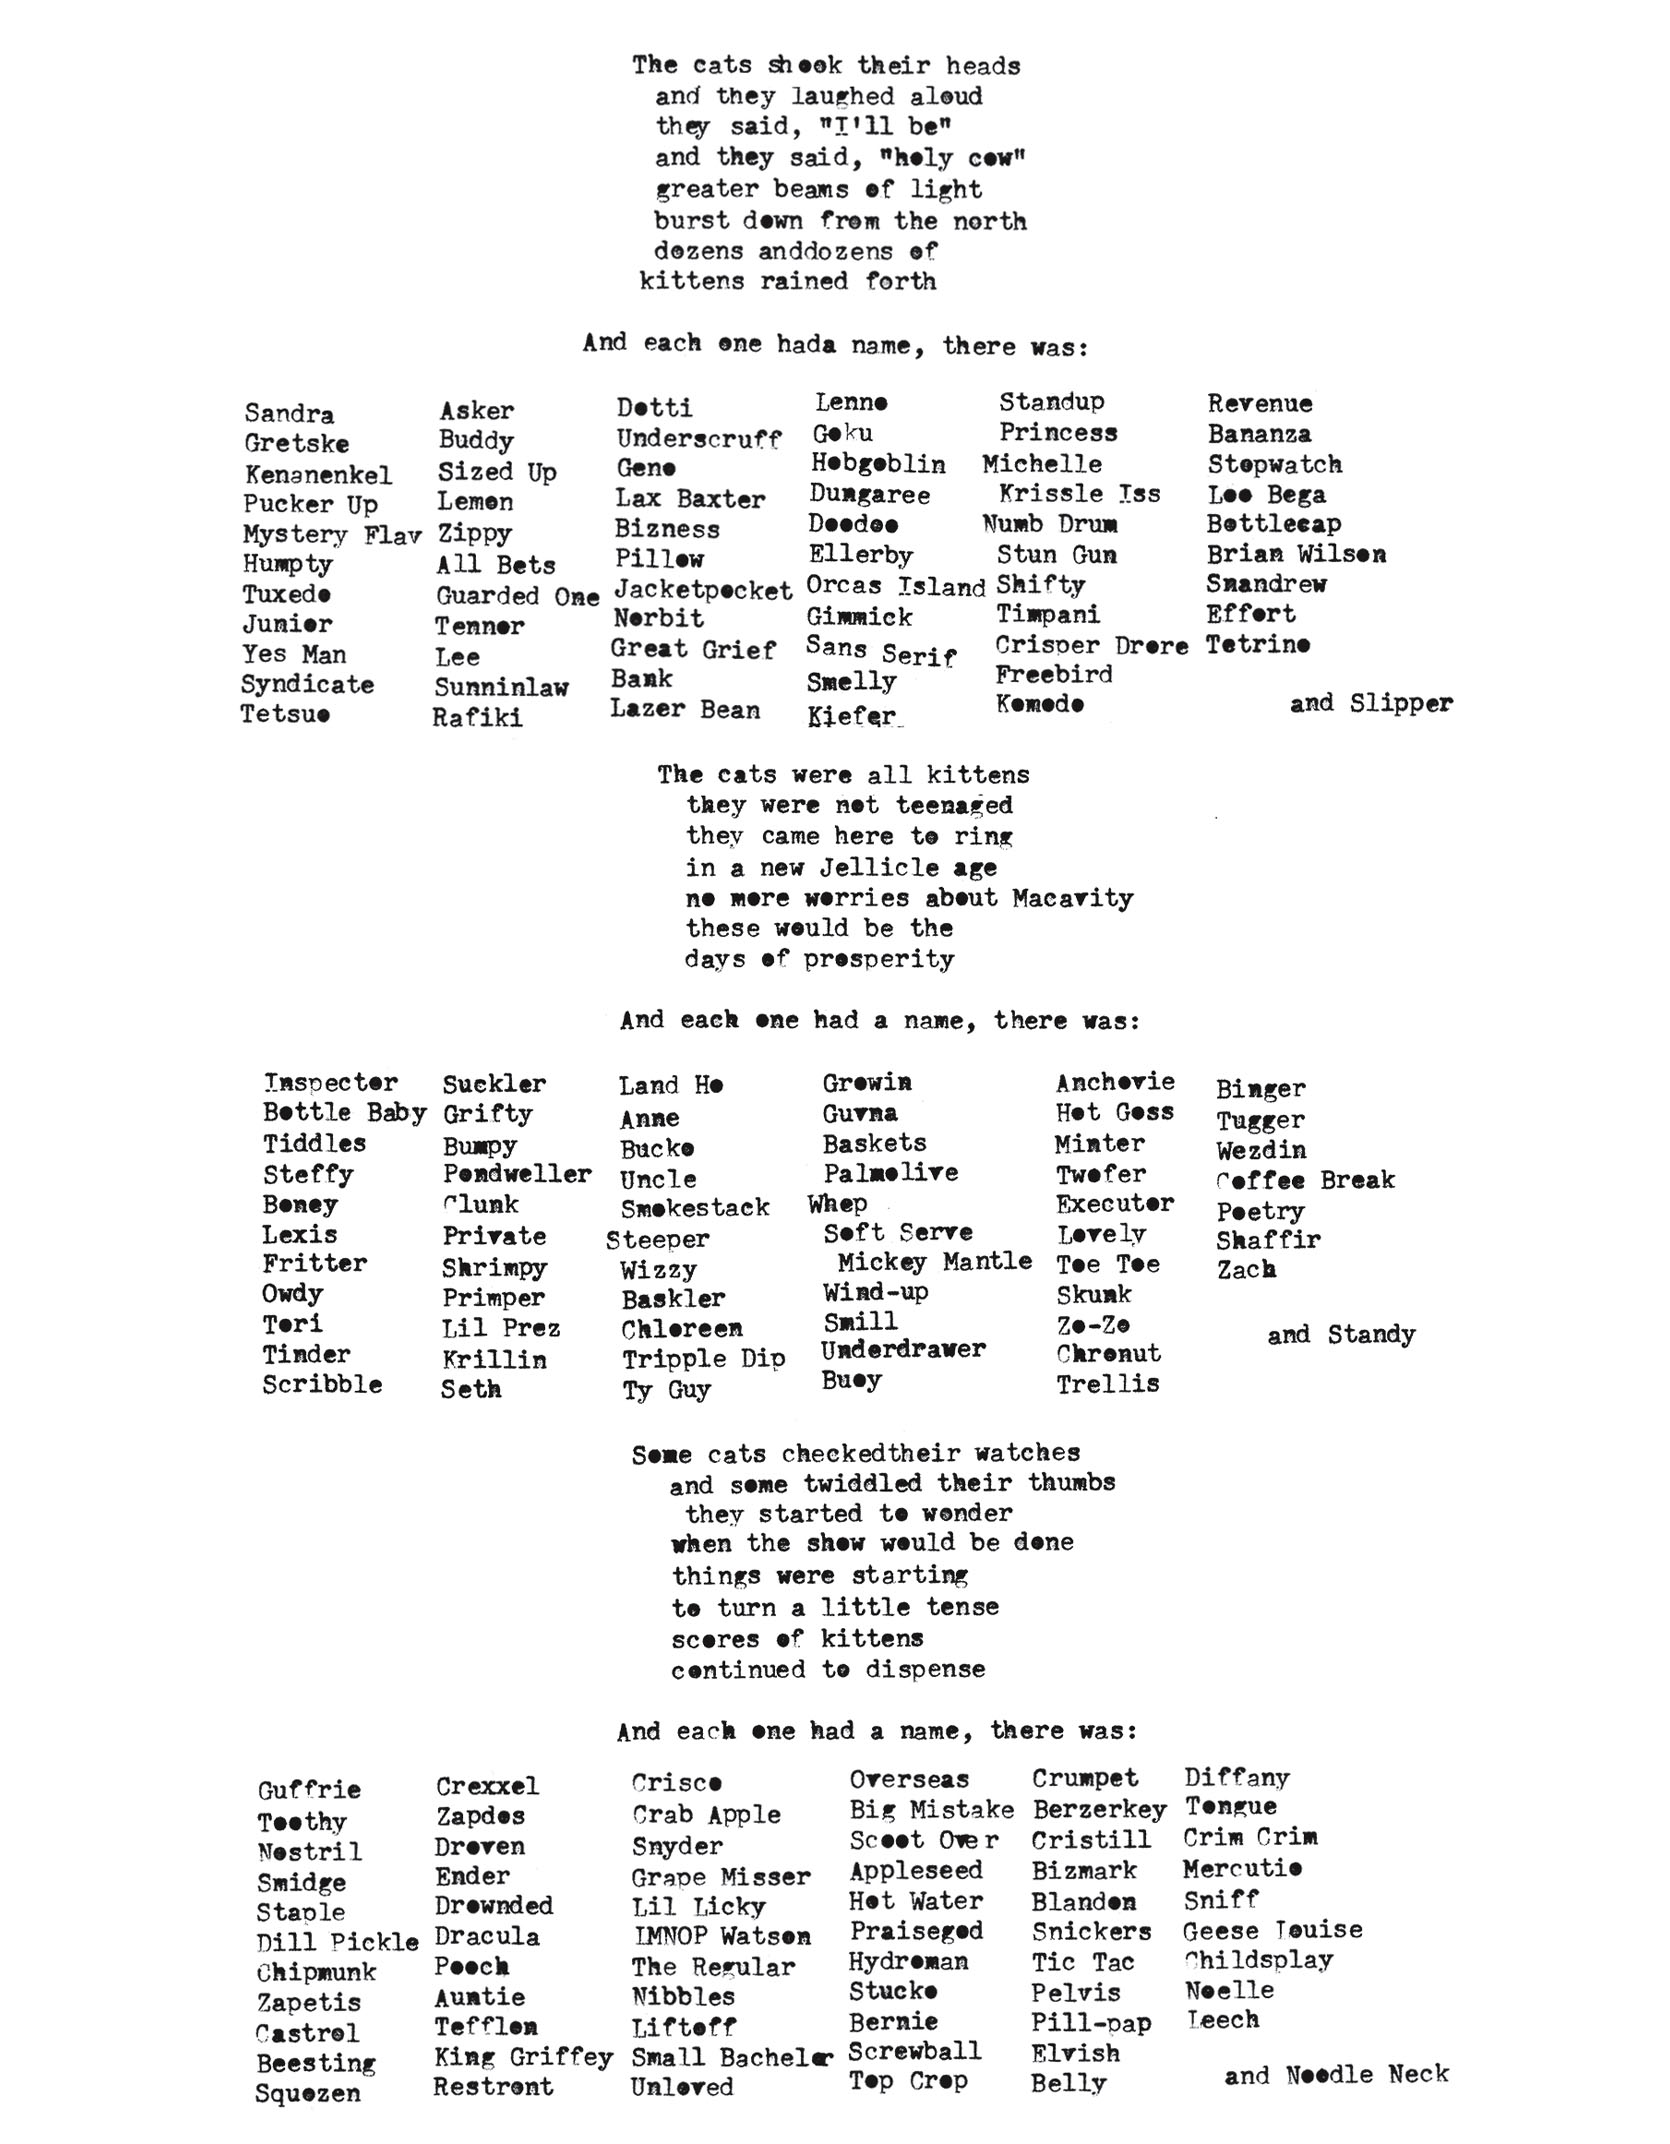 The cats shook their heads
and they laughed aloud
they said, "I'll be"
and they said, "holy cow"
greater beams of light
burst down from the north
dozens anddozens of
kittens rained forth
And each one hada name, there was:
Sandra
Gretske
Kenanenkel
Pucker Up
Mystery Flav
Humpty
Tuxedo
Junior
Yes Man
Syndicate
Tetsuo
Asker
Buddy
Sized Up
Lemon
Zippy
All Bets
Guarded One
Tennor
Lee
Sunninlaw
Rafiki
Dotti
Underscruff
Geno
Lax Baxter
Bizness
Pillow
Jacketpocket
Norbit
Great Grief
Bank
Lazer Bean
Lenno
Goku
Hobgoblin
Dungaree
Doodoo
Ellerby
Orcas Island
Gimmick
Sans Serif
Smelly
Kiefer
Standup
Princess
Michelle
Krissle Iss
Numb Drum
Stun Gun
Shifty
Timpani
Crisper Drore
Freebird
Komodo
Revenue
Bananza
Stopwatch
Loo Bega
Bottlecap
Brian Wilson
Snandrew
Effort
Tetrino
and Slipper
The cats were all kittens
they were not teenaged
they came here to ring
in a new Jellicle age
no more worries about Macavity
these would be the
days of prosperity
And each one had a name, there was:
Inspector
Bottle Baby
Tiddles
Steffy
Boney
Lexis
Fritter
Owdy
Tori
Tinder
Scribble
Suckler
Grifty
Bumpy
Pondweller
Clunk
Private
Shrimpy
Primper
Lil Prez
Krillin
Seth
Land Ho
Anne
Bucko
Uncle
Smokestack
Steeper
Wizzy
Baskler
Chloreen
Tripple Dip
Ty Guy
Growin
Guvna
Baskets
Palmolive
Whep
Soft Serve
Mickey Mantle
Wind-up
Smill
Underdrawer
Buoy
Anchovie
Hot Goss
Minter
Twofer
Executor
Lovely
Toe Toe
Skunk
Zo-Zo
Chronut
Trellis
Binger
Tugger
Wezdin
Coffee Break
Poetry
Shaffir
Zach
and Standy
Some cats checkedtheir watches
and some twiddled their thumbs
they started to wonder
when the show would be done
things were starting
to turn a little tense
scores of kittens
continued to dispense
And each one had a name, there was:
Guffrie
Toothy
Nostril
Smidge
Staple
Dill Pickle
Chipmunk
Zapetis
Castrol
Beesting
Squozen
Crexxel
Zapdos
Droven
Ender
Drownded
Dracula
Pooch
Auntie
Tefflon
King Griffey
Restront
Crisco
Crab Apple
Snyder
Grape Misser
Lil Licky
IMNOP Watson
The Regular
Nibbles
Liftoff
Small Bachelor
Unloved
Overseas
Big Mistake
Scoot Over
Appleseed
Hot Water
Praisegod
Hydroman
Stucko
Bernie
Screwball
Top Crop
Crumpet
Berzerkey
Cristill
Bizmark
Blandon
Snickers
Tic Tac
Pelvis
Pill-pap
Elvish
Belly
Diffany
Tongue
Crim Crim
Mercutio
Sniff
Geese Louise
Childsplay
Noelle
Leech
and Noodle Neck